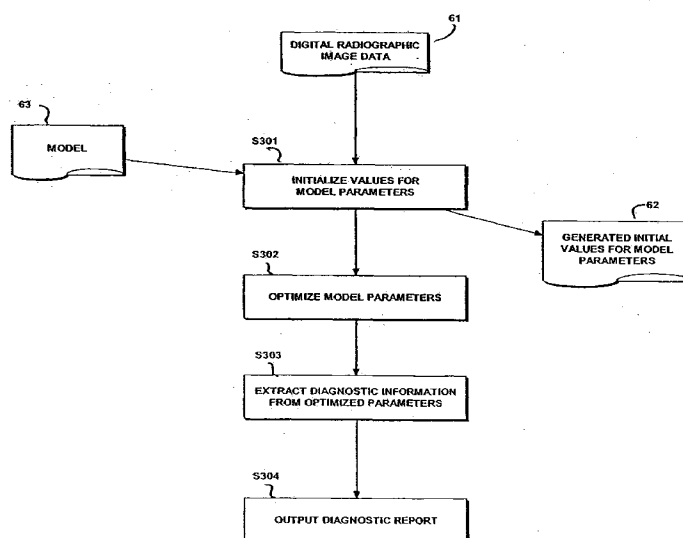 61
DIGITAL RADIOGRAPHIC
IMAGE DATA
63
MODEL
S301
INITIALIZE VALUES FOR
MODEL PARAMETERS
62
GENERATED INITIAL
VALUES FOR MODEL
PARAMETERS
S302
OPTIMIZE MODEL PARAMETERS
S303
EXTRACT DIAGNOSTIC INFORMATION
FROM OPTIMIZED PARAMETERS
S304
OUTPUT DIAGNOSTIC REPORT